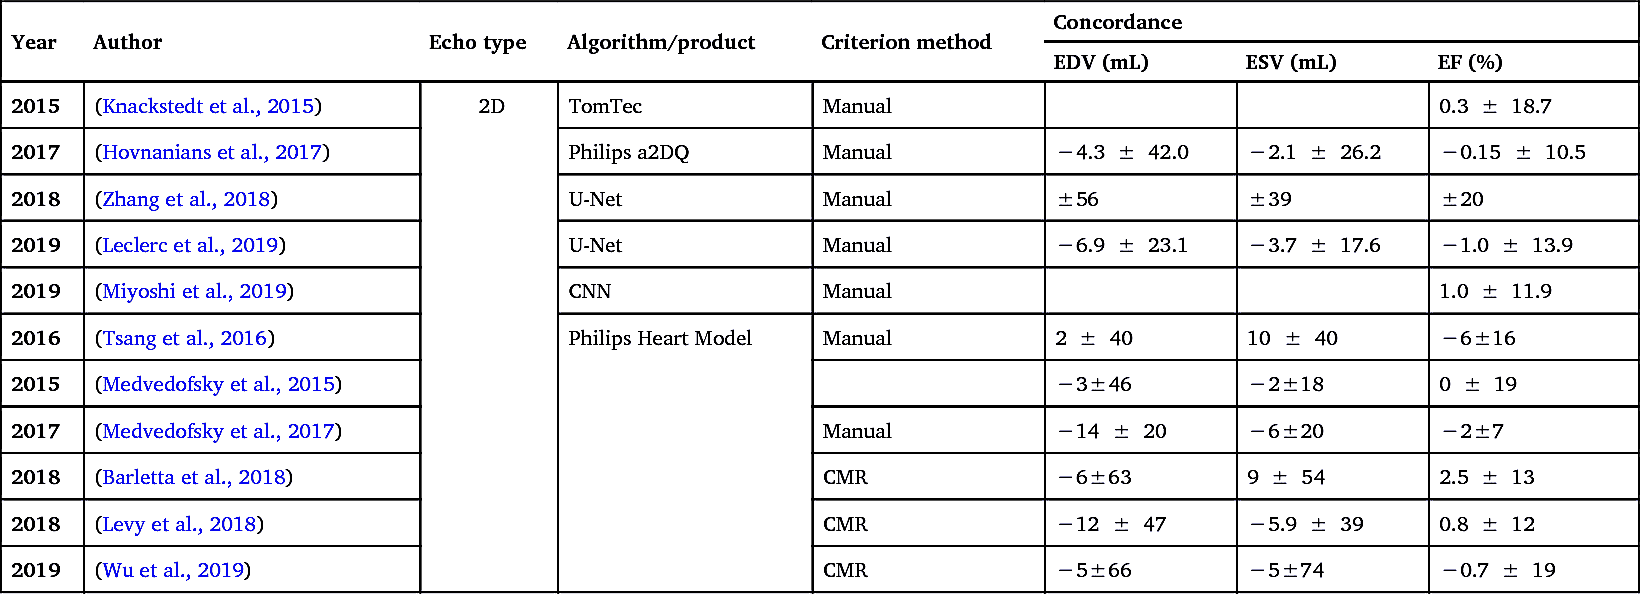 Year Author Echo type Algorithm/product Criterion method Concordance
EDV (mL) ESV (mL) EF (%)
2015 (Knackstedt et al., 2015) 2D TomTec Manual 0.3 ± 18.7
2017 (Hovnanians et al., 2017) Philips a2DQ Manual −4.3 ± 42.0 −2.1 ± 26.2 −0.15 ± 10.5
2018 (Zhang et al., 2018) U-Net Manual ±56 ±39 ±20
2019 (Leclerc et al., 2019) U-Net Manual −6.9 ± 23.1 −3.7 ± 17.6 −1.0 ± 13.9
2019 (Miyoshi et al., 2019) CNN Manual 1.0 ± 11.9
2016 (Tsang et al., 2016) Philips Heart Model Manual 2 ± 40 10 ± 40 −6±16
2015 (Medvedofsky et al., 2015) −3±46 −2±18 0 ± 19
2017 (Medvedofsky et al., 2017) Manual −14 ± 20 −6±20 −2±7
2018 (Barletta et al., 2018) CMR −6±63 9 ± 54 2.5 ± 13
2018 (Levy et al., 2018) CMR −12 ± 47 −5.9 ± 39 0.8 ± 12
2019 (Wu et al., 2019) CMR −5±66 −5±74 −0.7 ± 19